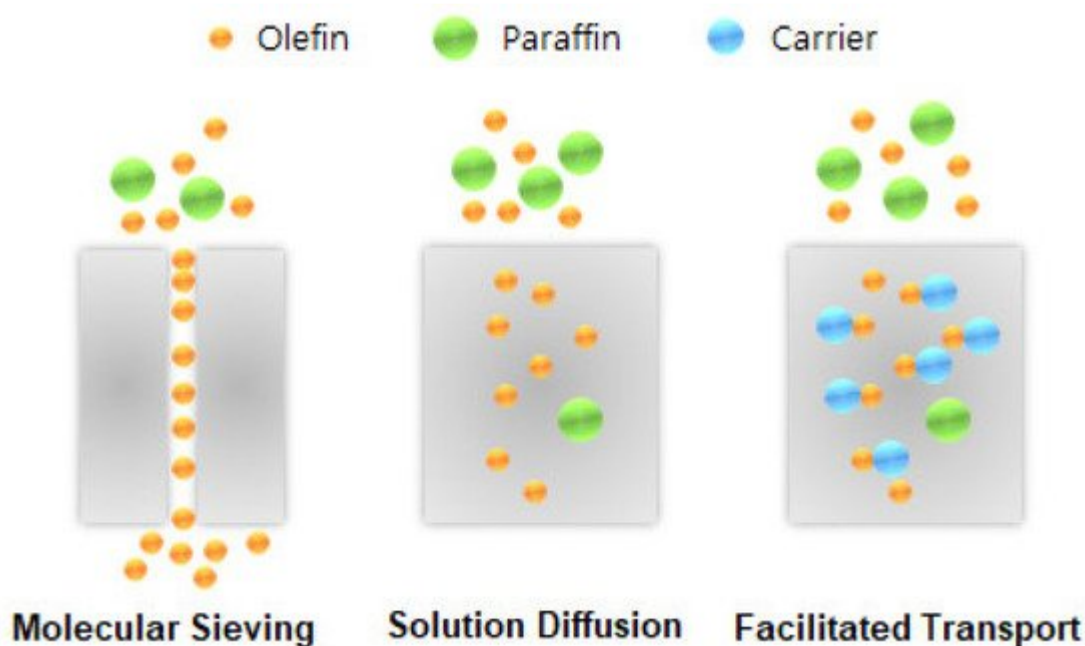 Olefin Paraffin Carrier
Molecular Sieving Solution Diffusion Facilitated Transport